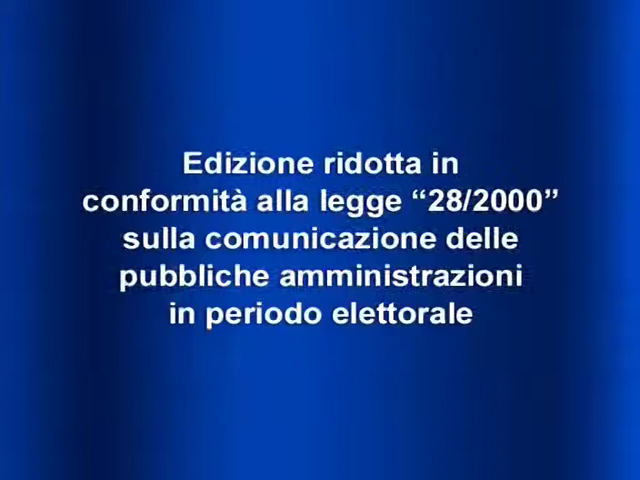 Edizione ridotta in
conformità alla legge “28/2000”
sulla comunicazione delle
pubbliche amministrazioni
in periodo elettorale